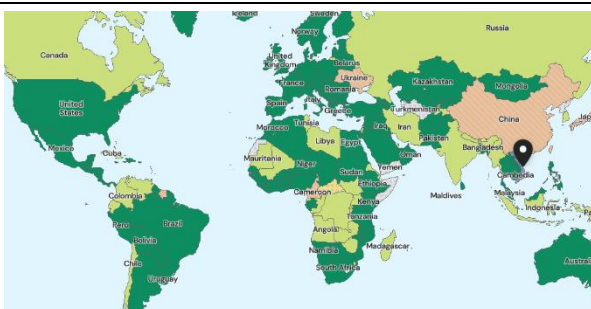 Iceland
Sweden
Norway
Russia
Canada
United
Kingdom
Belarus
Ukraine
France
Romania
Kazakhstan
Mongolia
Spain
Italy
Greece
Turkmenistan
United
States
China
Japan
Morocco
Tunisia
Iraq
Iran
Pakistan
Libya
Egypt
Mexico
Cuba
Oman
Bangladesh
Mauritania
Niger
Sudan
Yemen
Cambodia
Ethiopia
Colombia
Cameroon
Maldives
Malaysia
Kenya
Indonesia
Pa
Tanzania
Peru
Brazil
Angola
Bolivia
Madagascar
Namibia
Chile
South Africa
Australia
Uruguay